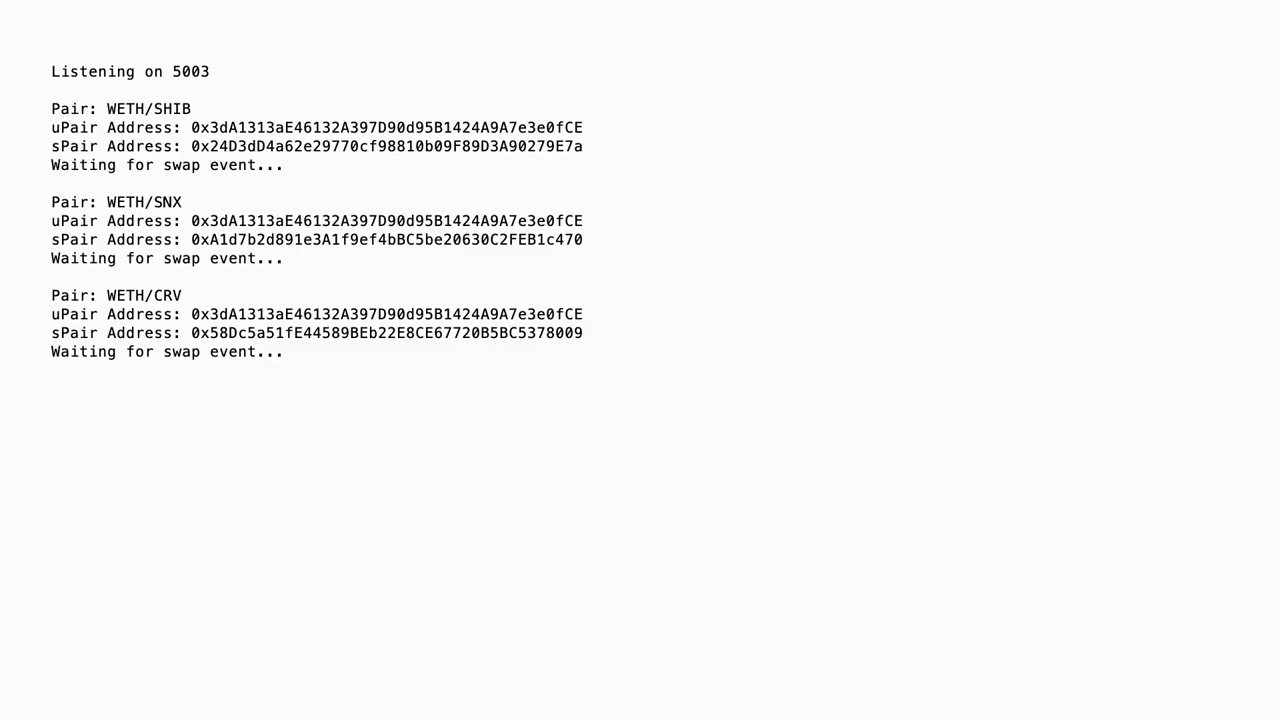 Listening on 5003
Pair: WETH/SHIB
uPair Address: 0x3dA1313aE46132A397D90d95B1424A9A7e3e0fCE
sPair Address: 0x24D3dD4a62e29770cf98810b09F89D3A90279E7a
Waiting for swap event...
Pair: WETH/SNX
uPair Address: 0x3dA1313aE46132A397D90d95B1424A9A7e3e0fCE
sPair Address: 0xA1d7b2d891e3A1f9ef4bBC5be20630C2FEB1c470
Waiting for swap event...
Pair: WETH/CRV
uPair Address: 0x3dA1313aE46132A397D90d95B1424A9A7e3e0fCE
sPair Address: 0x58Dc5a51fE44589BEb22E8CE67720B5BC5378009
Waiting for swap event...